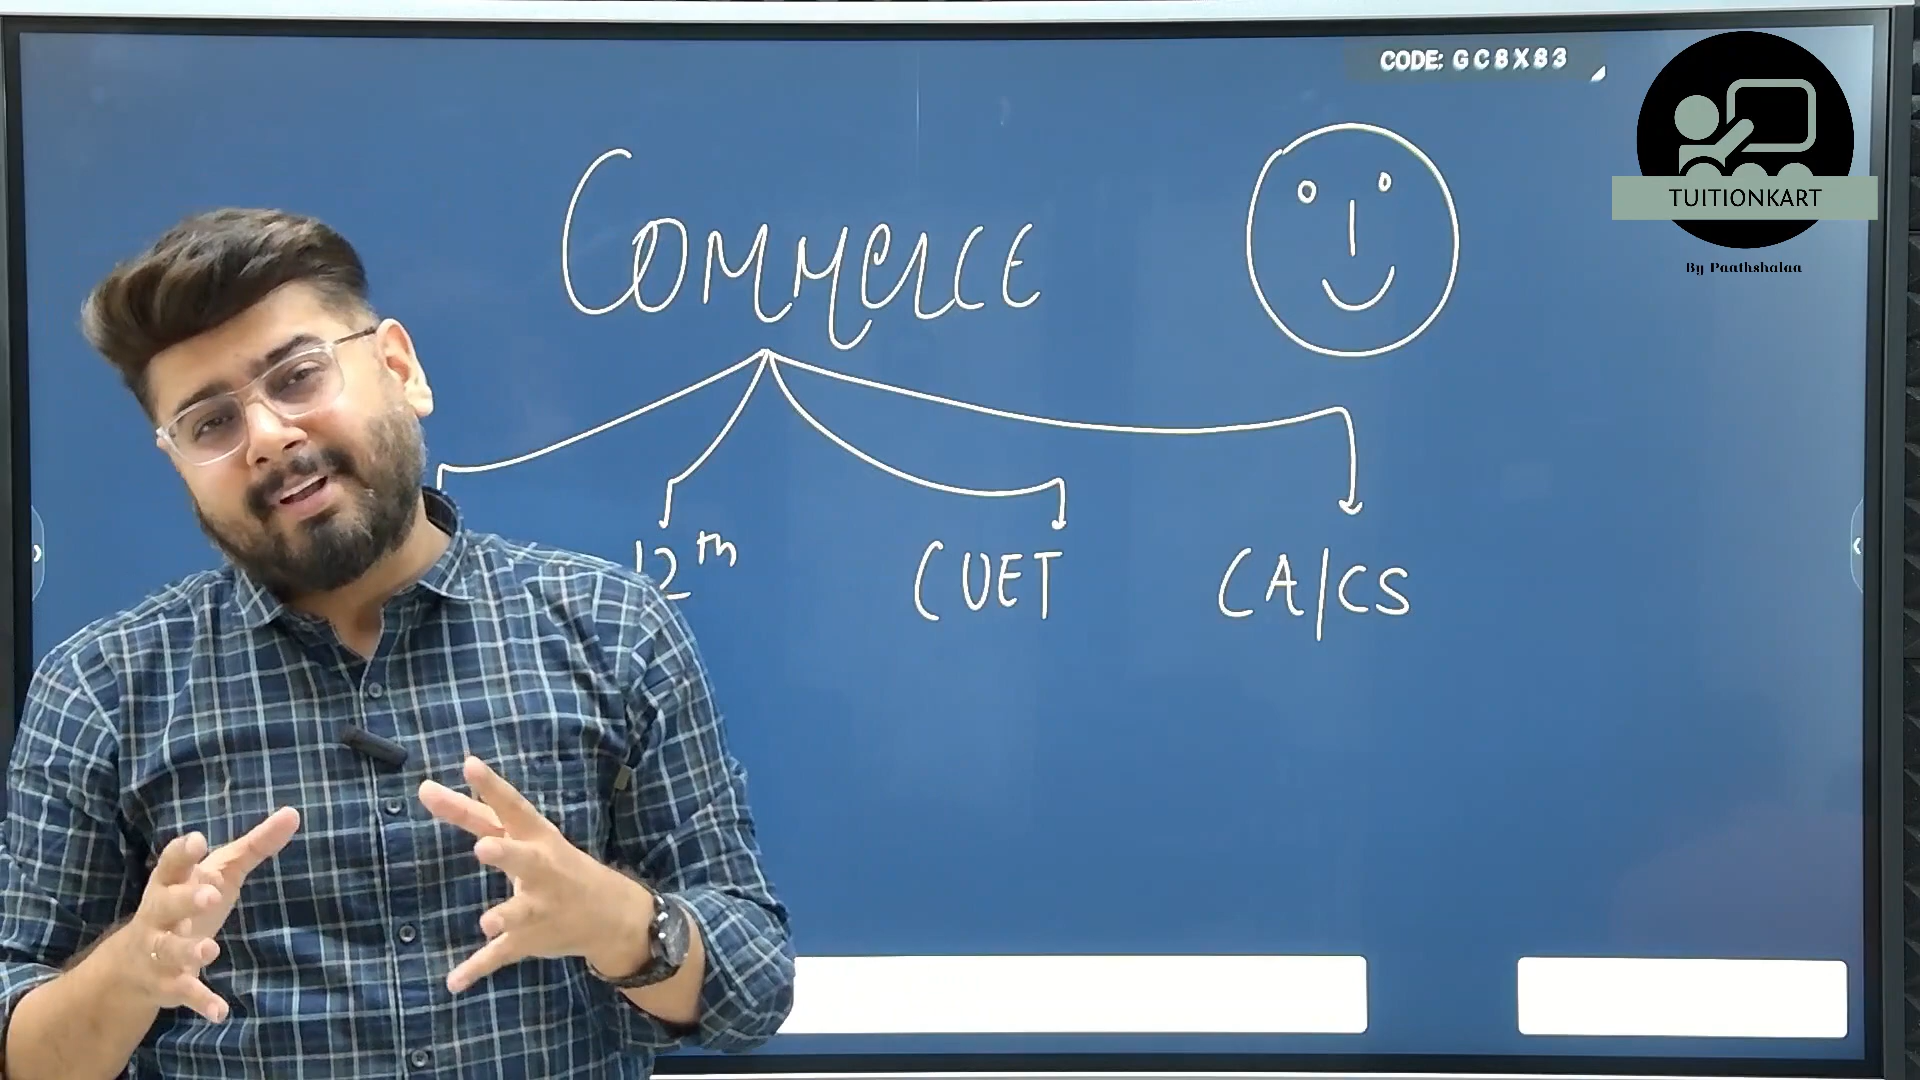 CODE: GC8X83
TUITIONKART
By Paathshalaa
COMMERCE
12th CUET CA/CS